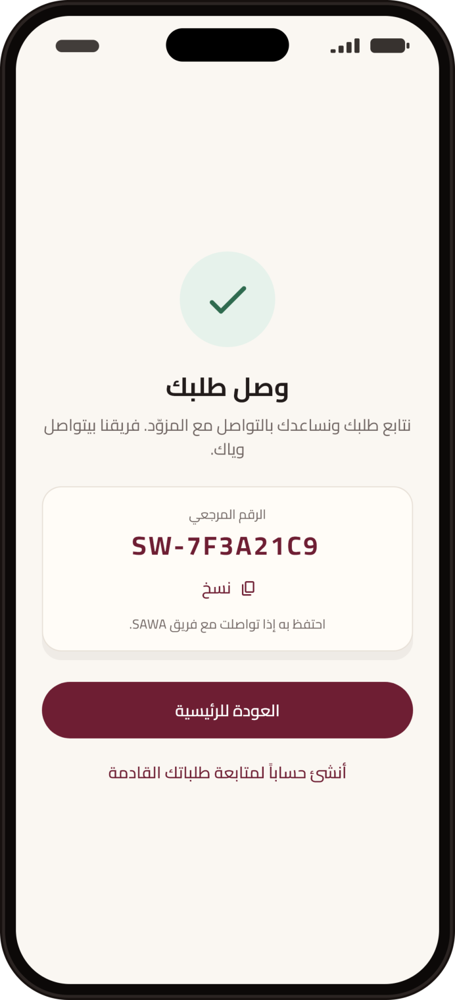 وصل طلبك
نتابع طلبك ونساعدك بالتواصل مع المزوّد. فريقنا بيتواصل
وياك.
الرقم المرجعي
SW-7F3A21C9
نسخ
احتفظ به إذا تواصلت مع فريق SAWA.
العودة للرئيسية
أنشئ حساباً لمتابعة طلباتك القادمة